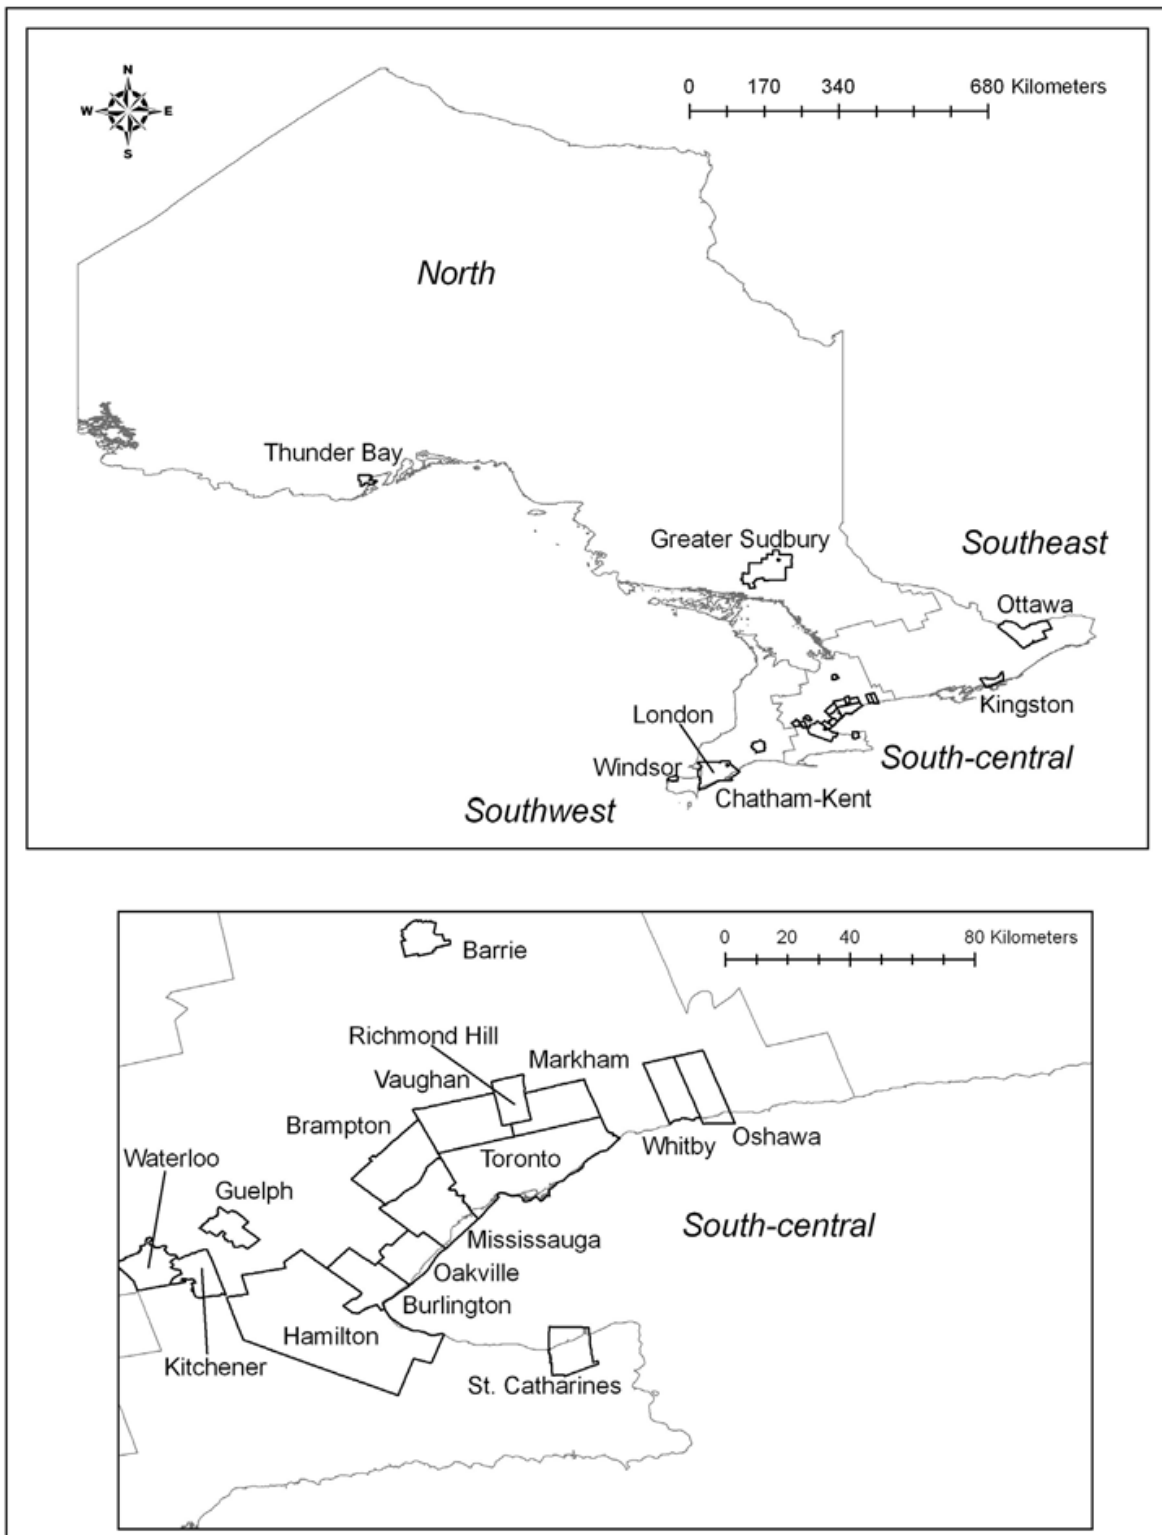 N
W E
S
0 170 340 680 Kilometers
North
Thunder Bay
Greater Sudbury
Southeast
Ottawa
Kingston
London
South-central
Windsor
Chatham-Kent
Southwest
0 20 40 80 Kilometers
Barrie
Richmond Hill
Markham
Vaughan
Brampton
Whitby
Oshawa
Waterloo
Toronto
Guelph
South-central
Mississauga
Oakville
Burlington
Hamilton
Kitchener
St. Catharines